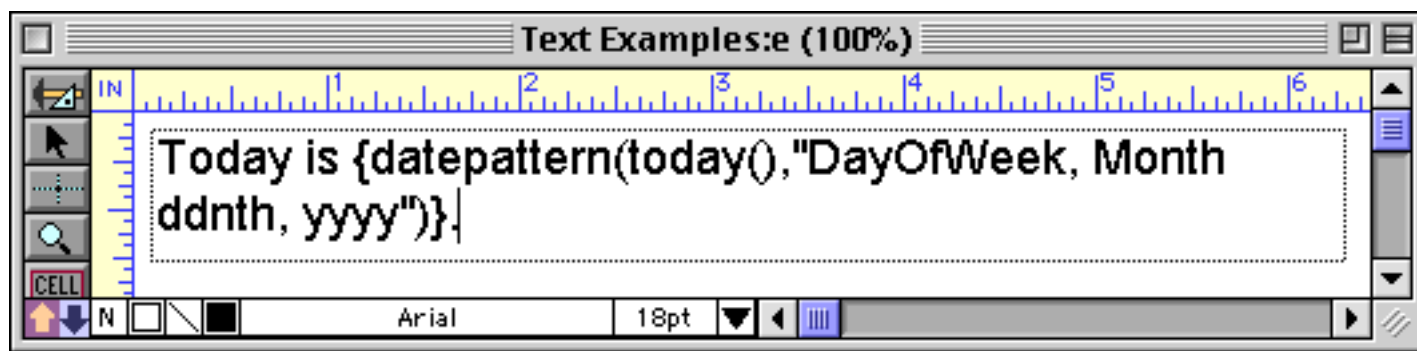 Text Examples:e (100%)
IN 1 2 3 4 5 6
Today is {datepattern(today(),"DayOfWeek, Month
ddnth, yyyy")}.
CELL
N Arial 18pt